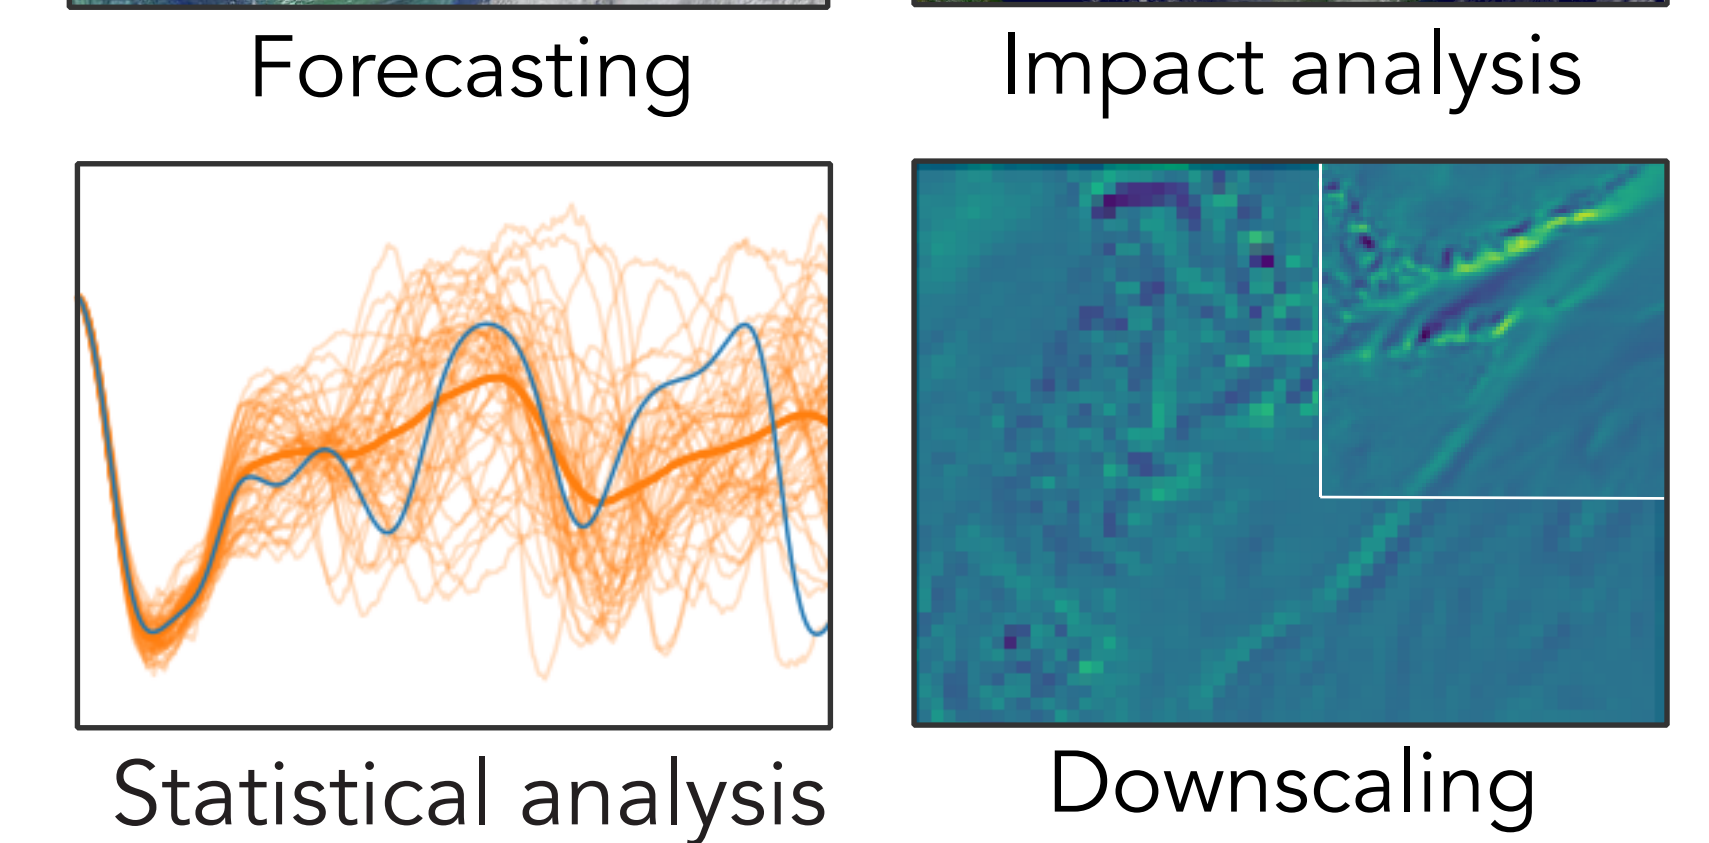 Forecasting
Impact analysis
Statistical analysis
Downscaling